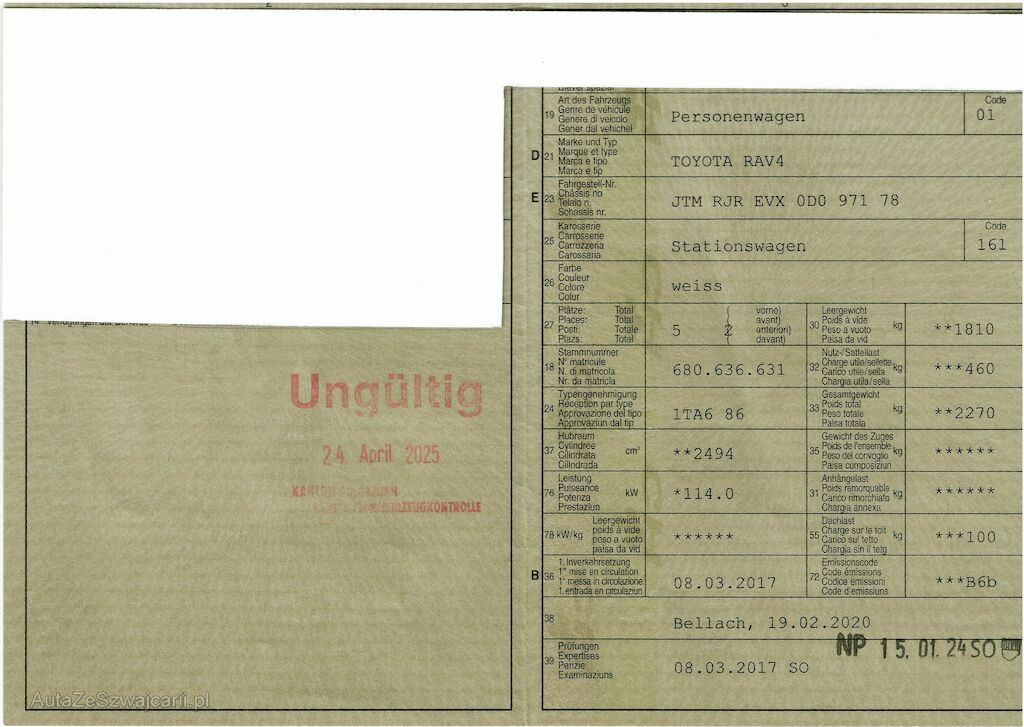 19 Art des Fahrzeugs
Genre de véhicule
Genere di veicolo
Gener dal vehichel
Personenwagen
Code
01
D 21 Marke und Typ
Marque et type
Marca e tipo
Marca e tip
TOYOTA RAV4
E 23 Fahrgestell-Nr.
Châssis no
Telaio n.
Schassis nr.
JTM RJR EVX 0D0 971 78
25 Karosserie
Carrosserie
Carrozzeria
Carossaria
Stationswagen
Code
161
26 Farbe
Couleur
Colore
Colur
weiss
27 Plätze: Total ( vorne)
Places: Total ( avant)
Posti: Totale ( anteriori)
Plazs: Total ( davant)
5 2
30 Leergewicht
Poids à vide
Peso a vuoto
Paisa da vid
kg
**1810
18 Stammnummer
N° matricule
N. di matricola
Nr. da matricla
680.636.631
32 Nutz-/Sattellast
Charge utile/sellette
Carico utile/sella
Chargia utila/sella
kg
***460
24 Typengenehmigung
Réception par type
Approvazione del tipo
Approvaziun dal tip
1TA6 86
33 Gesamtgewicht
Poids total
Peso totale
Paisa totala
kg
**2270
37 Hubraum
Cylindrée
Cilindrata
Cilindrada
cm³
**2494
35 Gewicht des Zuges
Poids de l'ensemble
Peso del convoglio
Paisa cumposiziun
kg
******
76 Leistung
Puissance
Potenza
Prestaziun
kW
*114.0
31 Anhängelast
Poids remorquable
Carico rimorchiato
Chargia annexa
kg
******
78 kW/kg Leergewicht
poids à vide
peso a vuoto
paisa da vid
******
55 Dachlast
Charge sur le toit
Carico sul tetto
Chargia sin il tetg
kg
***100
B 36 1. Inverkehrsetzung
1re mise en circulation
1a messa in circolazione
1. entrada en circulaziun
08.03.2017
72 Emissionscode
Code émissions
Codice emissioni
Code d'emissiuns
***B6b
38
Bellach, 19.02.2020
39 Prüfungen
Expertises
Perizie
Examinaziuns
08.03.2017 SO
NP 15.01.24 SO
Ungültig
24. April 2025
AutaZeSzwajcarii.pl